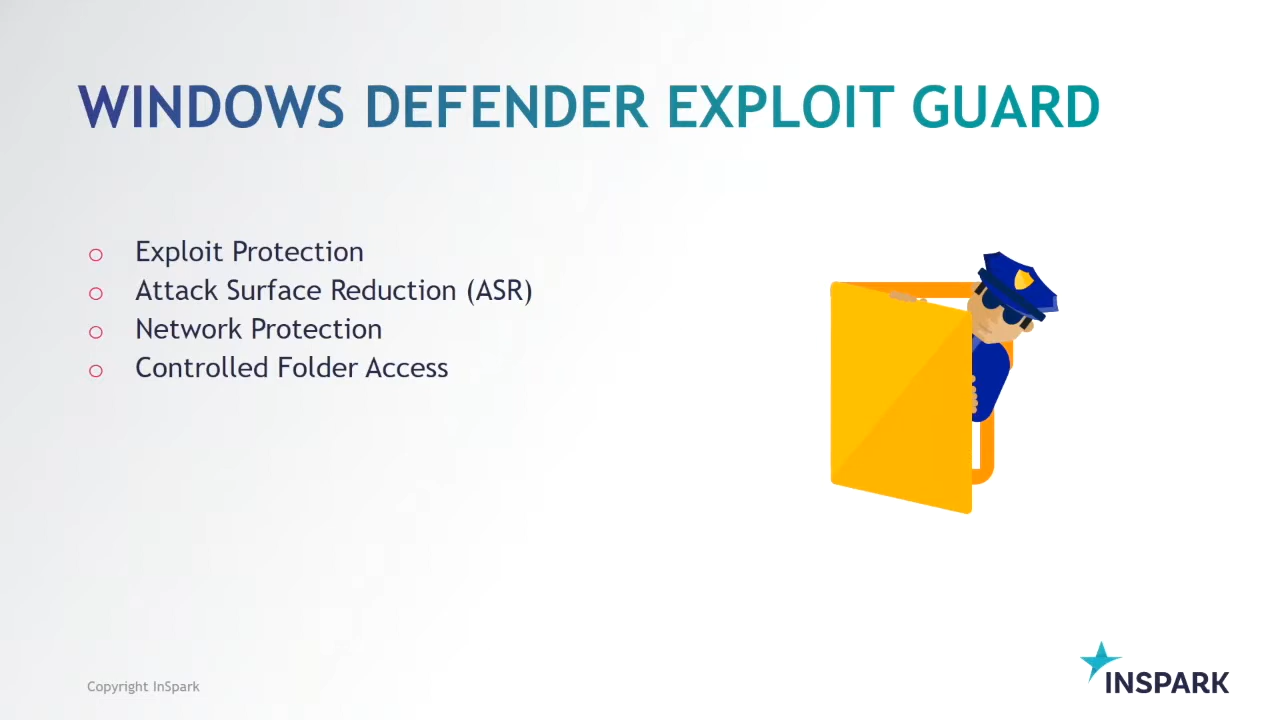 WINDOWS DEFENDER EXPLOIT GUARD
Exploit Protection
Attack Surface Reduction (ASR)
Network Protection
Controlled Folder Access
Copyright InSpark
INSPARK